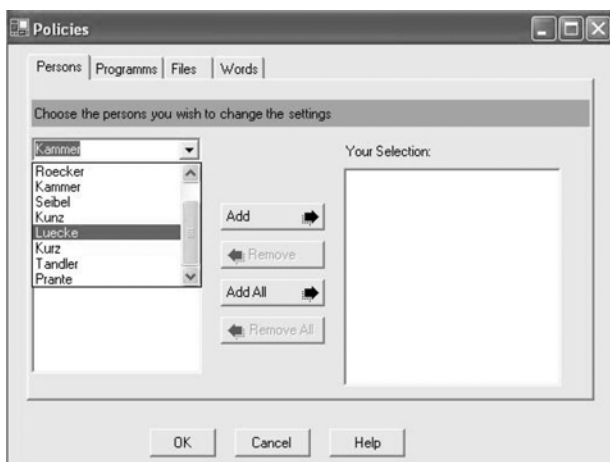 Policies
Persons Programms Files Words
Choose the persons you wish to change the settings
Kammer
Your Selection:
Roecker
Kammer
Seibel
Kunz
Luecke
Kurz
Tandler
Prante
Add
Remove
Add All
Remove All
OK Cancel Help